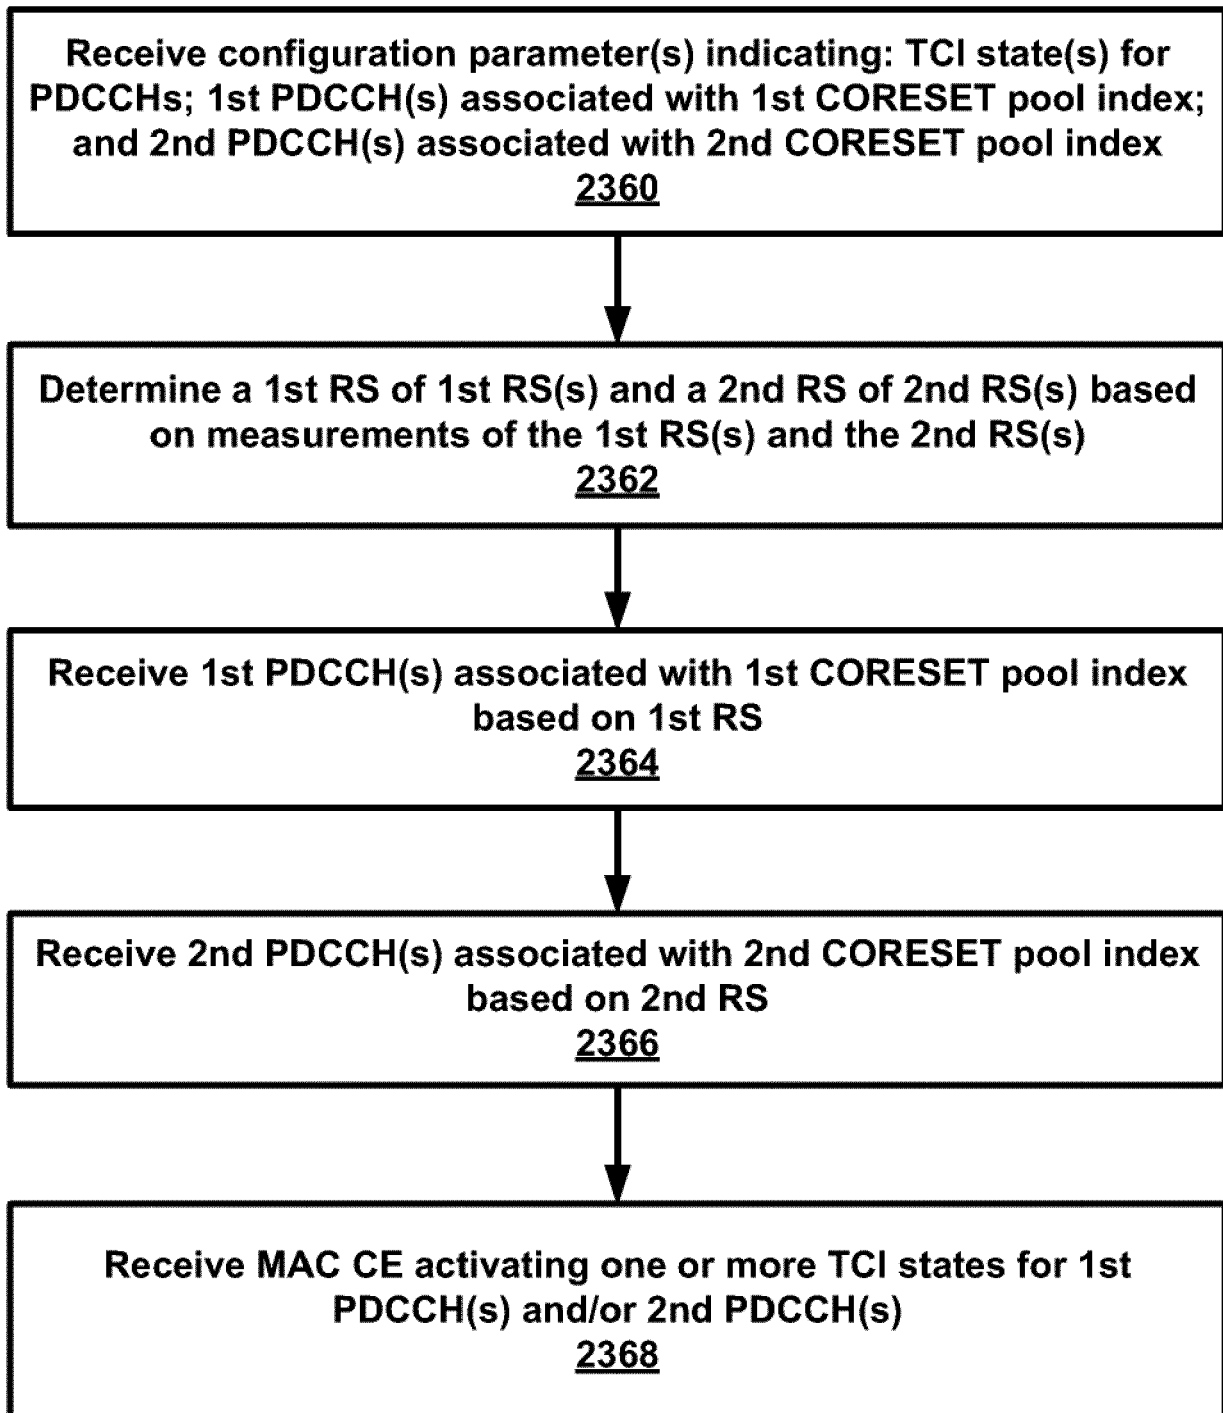 Receive configuration parameter(s) indicating: TCI state(s) for
PDCCHs; 1st PDCCH(s) associated with 1st CORESET pool index;
and 2nd PDCCH(s) associated with 2nd CORESET pool index
2360
Determine a 1st RS of 1st RS(s) and a 2nd RS of 2nd RS(s) based
on measurements of the 1st RS(s) and the 2nd RS(s)
2362
Receive 1st PDCCH(s) associated with 1st CORESET pool index
based on 1st RS
2364
Receive 2nd PDCCH(s) associated with 2nd CORESET pool index
based on 2nd RS
2366
Receive MAC CE activating one or more TCI states for 1st
PDCCH(s) and/or 2nd PDCCH(s)
2368